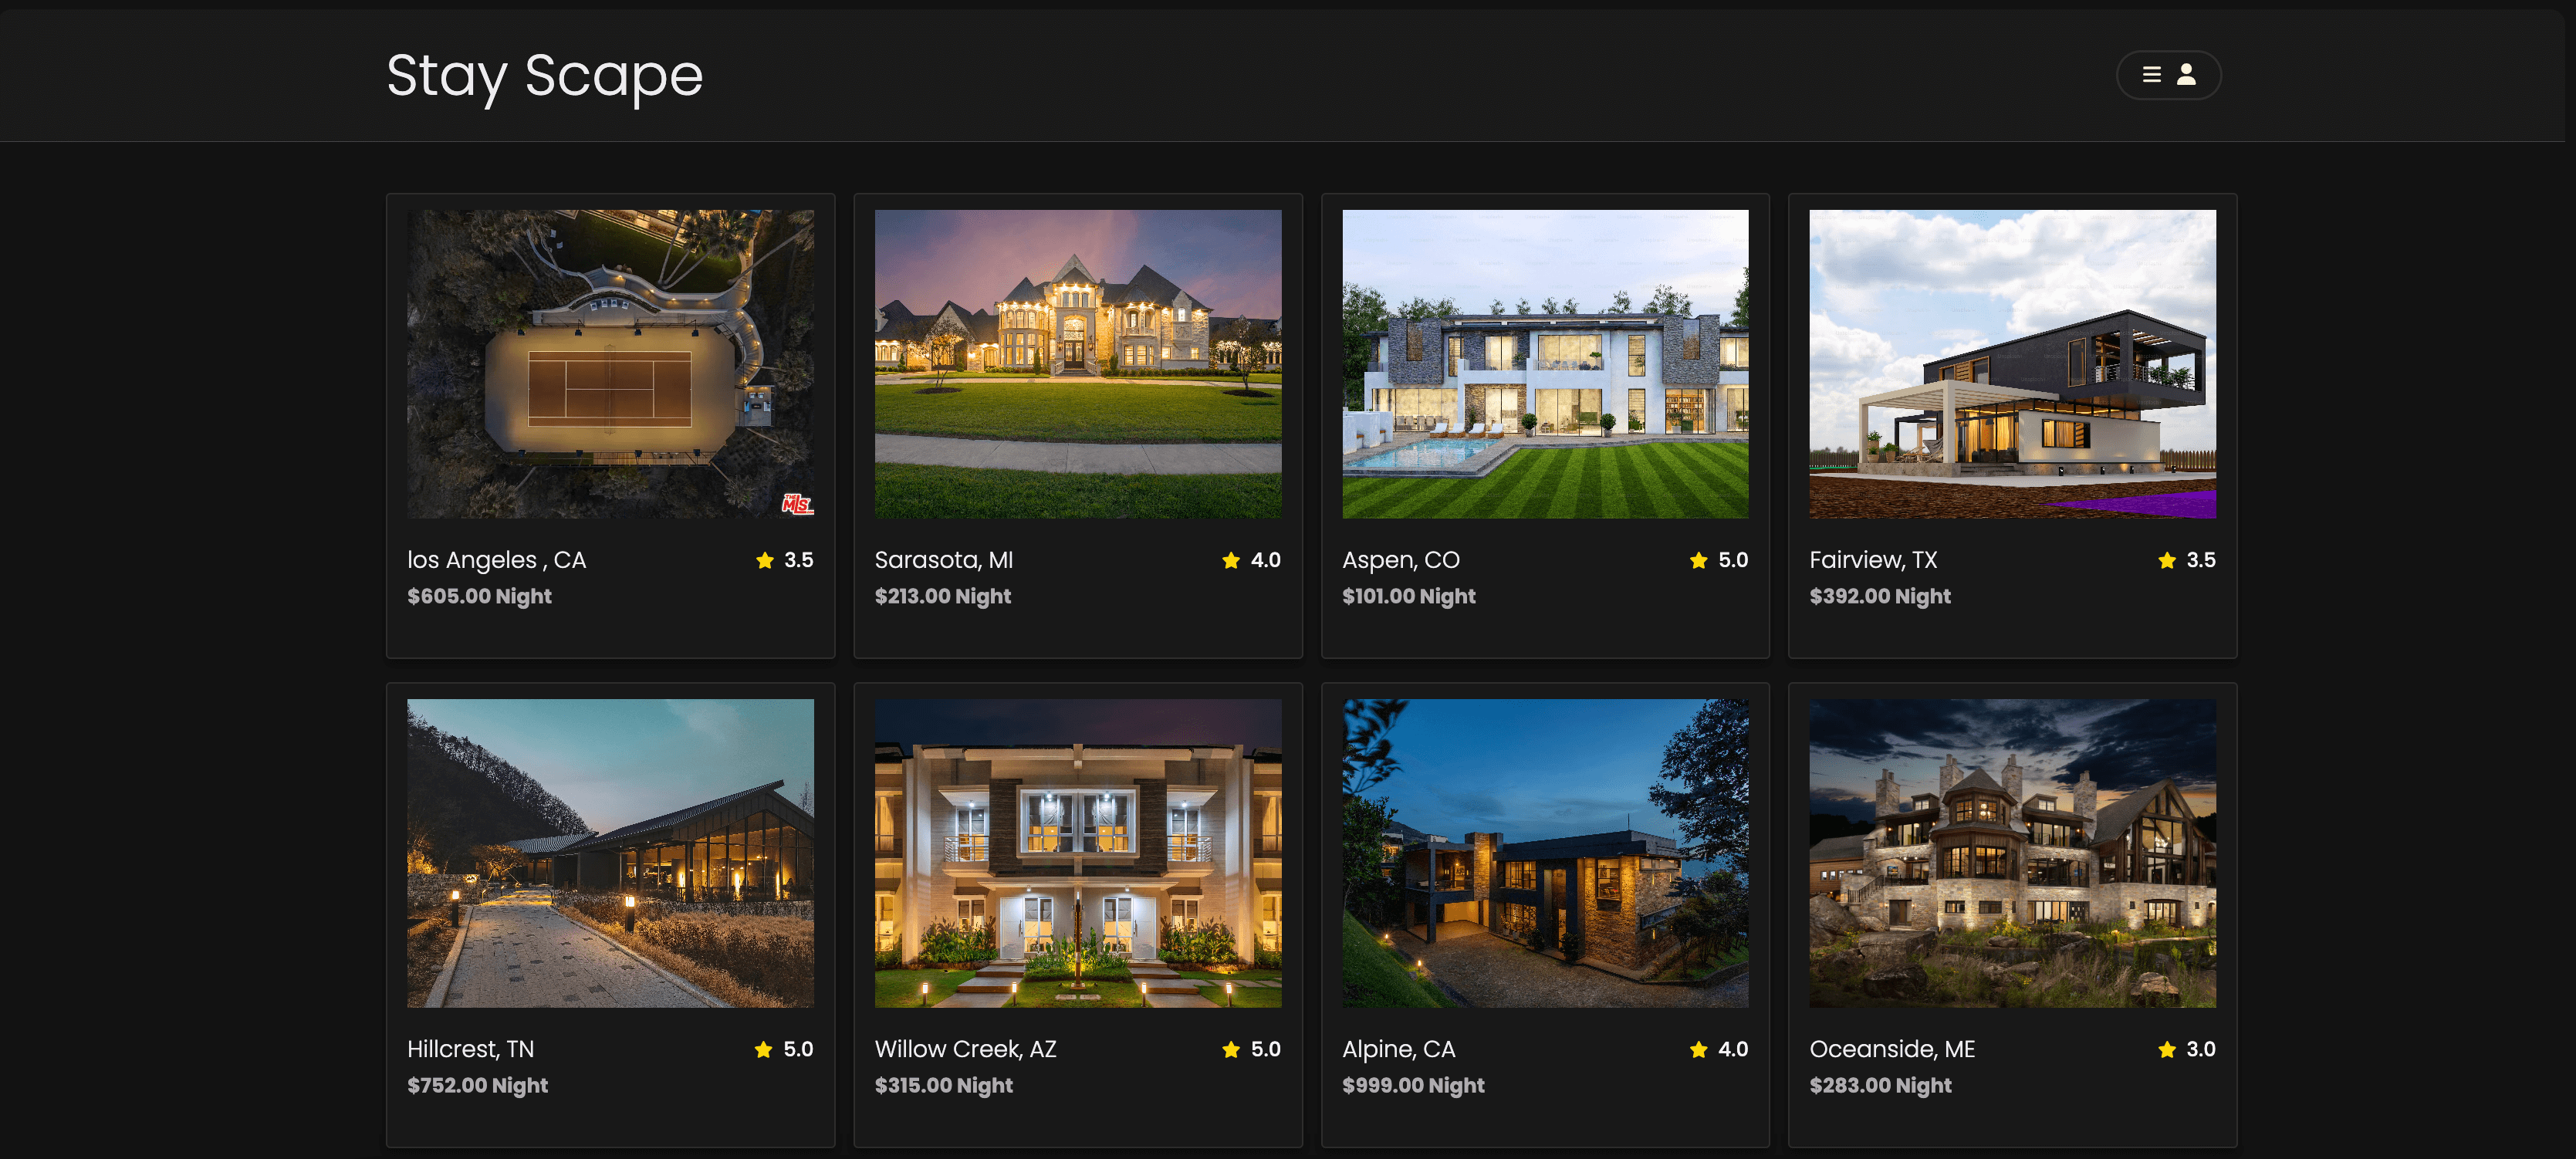 Stay Scape
THE MLS
los Angeles , CA 3.5
$605.00 Night
Sarasota, MI 4.0
$213.00 Night
Aspen, CO 5.0
$101.00 Night
Fairview, TX 3.5
$392.00 Night
Hillcrest, TN 5.0
$752.00 Night
Willow Creek, AZ 5.0
$315.00 Night
Alpine, CA 4.0
$999.00 Night
Oceanside, ME 3.0
$283.00 Night